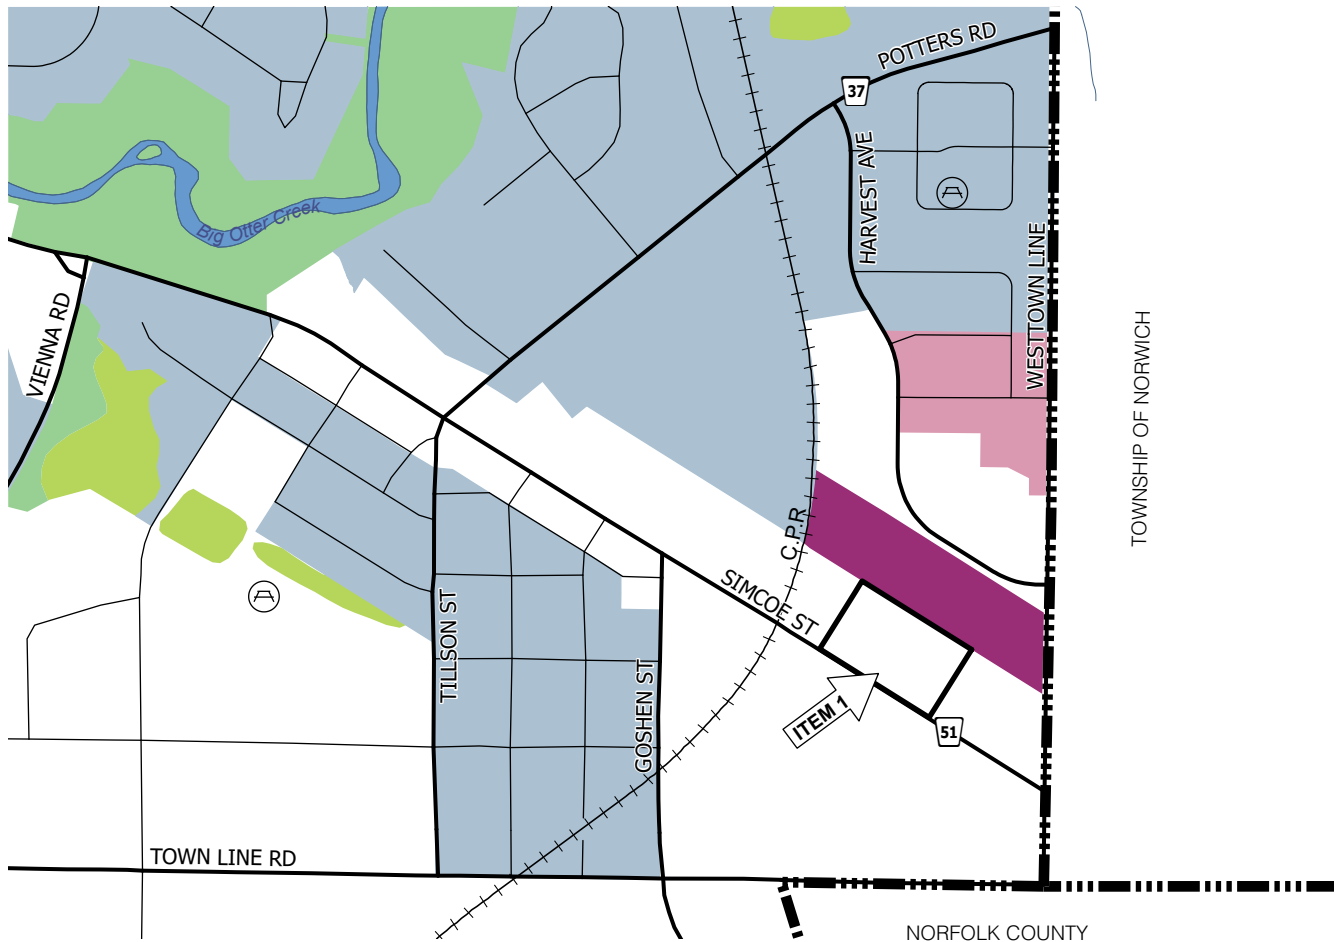 POTTERS RD
37
HARVEST AVE
Big Otter Creek
WESTTOWN LINE
VIENNA RD
TOWNSHIP OF NORWICH
C.P.R
SIMCOE ST
TILLSON ST
GOSHEN ST
ITEM 1
51
TOWN LINE RD
NORFOLK COUNTY